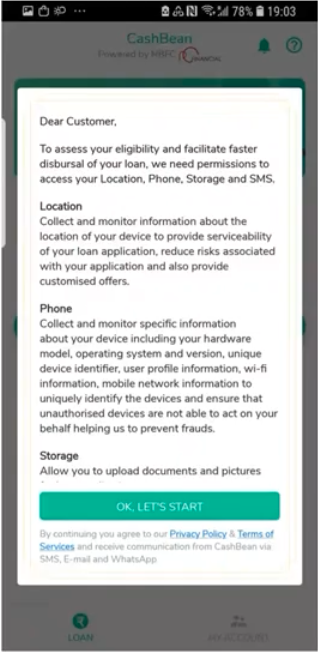 78% 19:03
CashBean
Powered by
Dear Customer,
To assess your eligibility and facilitate faster
disbursal of your loan, we need permissions to
access your Location, Phone, Storage and SMS.
Location
Collect and monitor information about the
location of your device to provide serviceability
of your loan application, reduce risks associated
with your application and also provide
customised offers.
Phone
Collect and monitor specific information
about your device including your hardware
model, operating system and version, unique
device identifier, user profile information, wi-fi
information, mobile network information to
uniquely identify the devices and ensure that
unauthorised devices are not able to act on your
behalf helping us to prevent frauds.
Storage
Allow you to upload documents and pictures
OK, LET'S START
By continuing you agree to our Privacy Policy & Terms of
Services and receive communication from CashBean via
SMS, E-mail and WhatsApp
LOAN
MY ACCOUNT